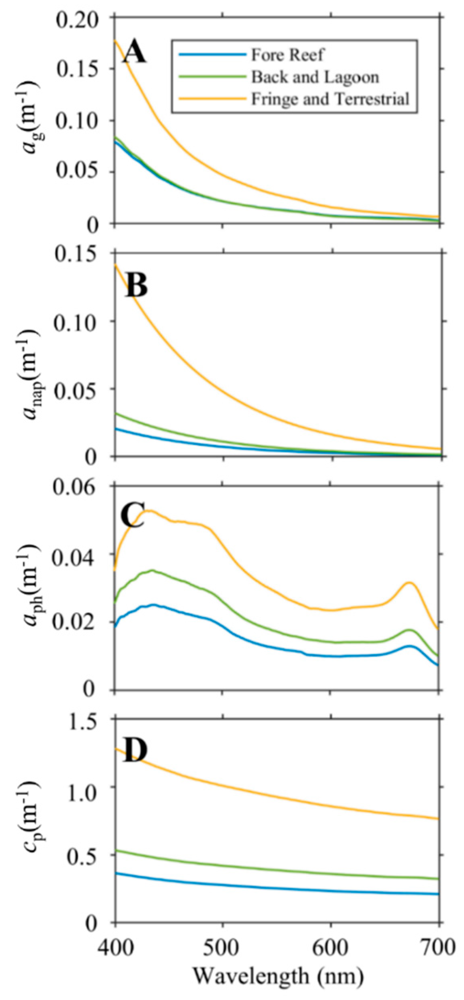 0.20
A
Fore Reef
0.15
Back and Lagoon
Fringe and Terrestrial
0.10
ag(m-1)
0.05
0
0.15
B
0.10
anap(m-1)
0.05
0
0.06
C
0.04
aph(m-1)
0.02
0
1.5
D
1.0
cp(m-1)
0.5
0
400 500 600 700
Wavelength (nm)